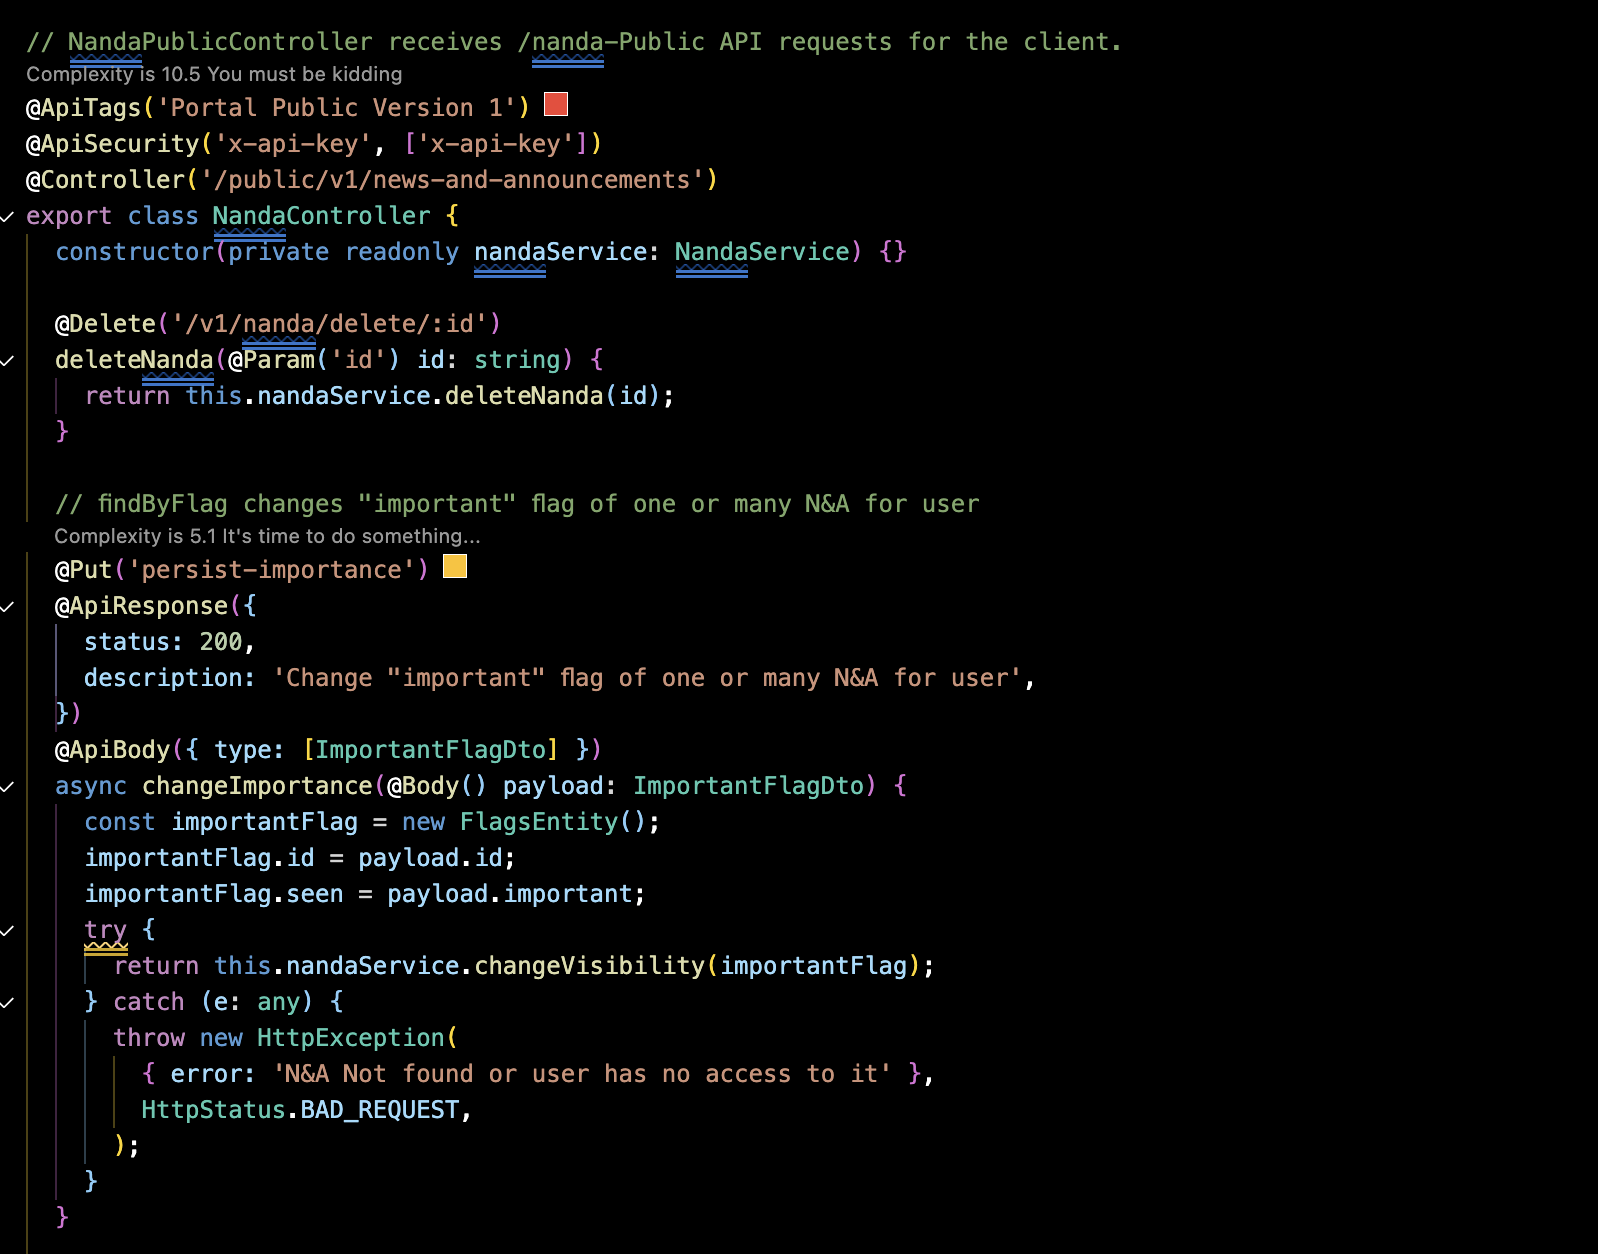 // NandaPublicController receives /nanda-Public API requests for the client.
Complexity is 10.5 You must be kidding
@ApiTags('Portal Public Version 1')
@ApiSecurity('x-api-key', ['x-api-key'])
@Controller('/public/v1/news-and-announcements')
export class NandaController {
constructor(private readonly nandaService: NandaService) {}
@Delete('/v1/nanda/delete/:id')
deleteNanda(@Param('id') id: string) {
return this.nandaService.deleteNanda(id);
}
// findByFlag changes "important" flag of one or many N&A for user
Complexity is 5.1 It's time to do something...
@Put('persist-importance')
@ApiResponse({
status: 200,
description: 'Change "important" flag of one or many N&A for user',
})
@ApiBody({ type: [ImportantFlagDto] })
async changeImportance(@Body() payload: ImportantFlagDto) {
const importantFlag = new FlagsEntity();
importantFlag.id = payload.id;
importantFlag.seen = payload.important;
try {
return this.nandaService.changeVisibility(importantFlag);
} catch (e: any) {
throw new HttpException(
{ error: 'N&A Not found or user has no access to it' },
HttpStatus.BAD_REQUEST,
);
}
}